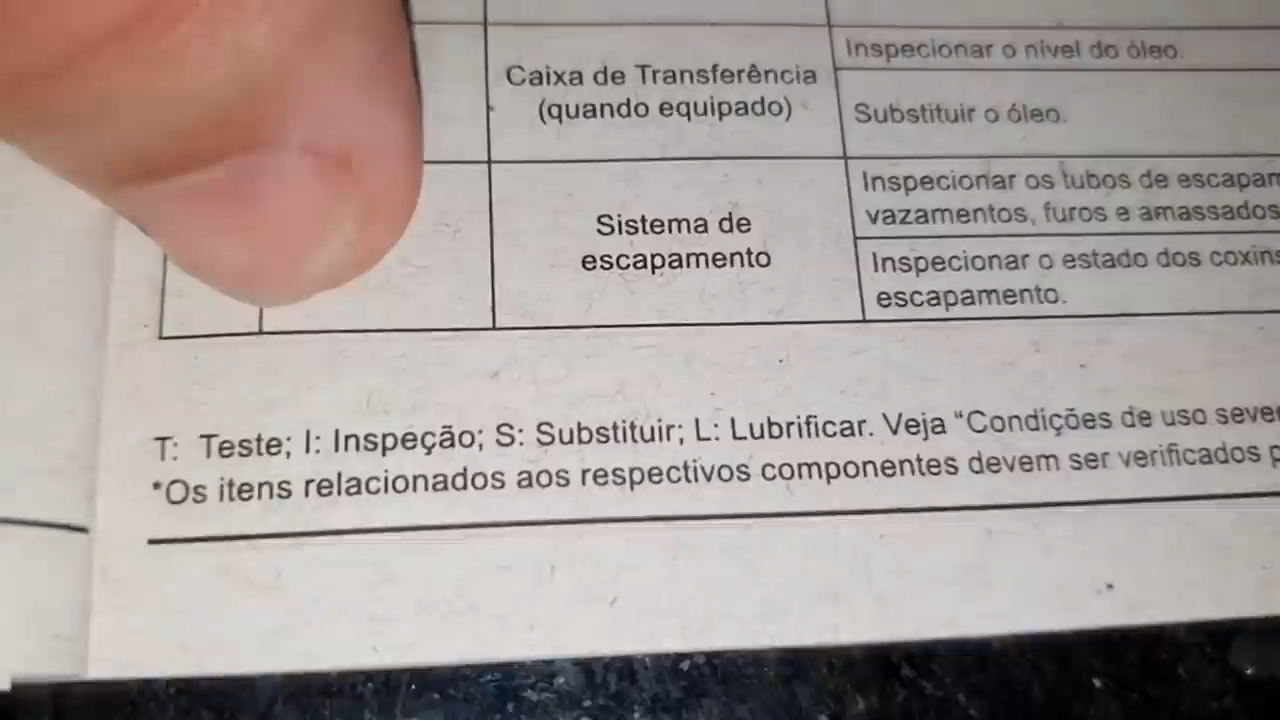 Caixa de Transferência
(quando equipado)
Inspecionar o nível do óleo.
Substituir o óleo.
Sistema de
escapamento
Inspecionar os tubos de
vazamentos, furos e amassados
Inspecionar o estado dos coxins
escapamento.
T: Teste; I: Inspeção; S: Substituir; L: Lubrificar. Veja “Condições de uso
*Os itens relacionados aos respectivos componentes devem ser verificados